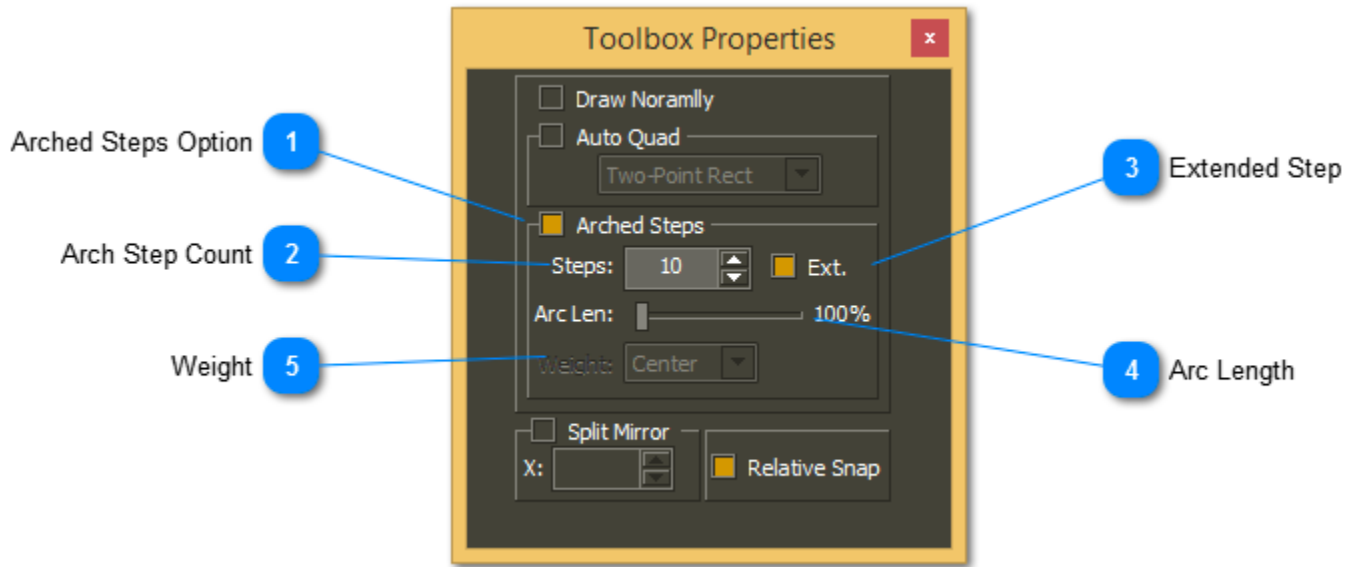 Toolbox Properties
x
Draw Noramlly
Arched Steps Option 1
Auto Quad
Two-Point Rect
3 Extended Step
Arched Steps
Arch Step Count 2
Steps: 10 Ext.
Arc Len: 100%
Weight 5
Weight: Center
4 Arc Length
Split Mirror
X:
Relative Snap